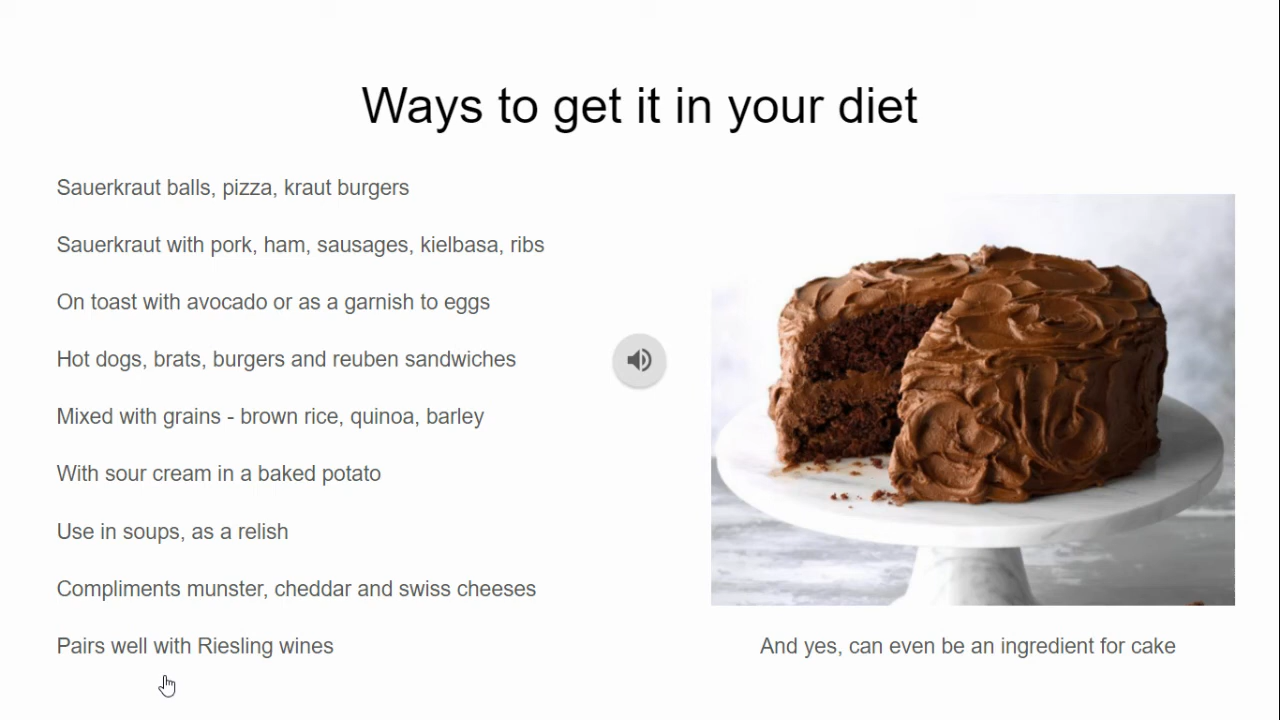 Ways to get it in your diet
Sauerkraut balls, pizza, kraut burgers
Sauerkraut with pork, ham, sausages, kielbasa, ribs
On toast with avocado or as a garnish to eggs
Hot dogs, brats, burgers and reuben sandwiches
Mixed with grains - brown rice, quinoa, barley
With sour cream in a baked potato
Use in soups, as a relish
Compliments munster, cheddar and swiss cheeses
Pairs well with Riesling wines
And yes, can even be an ingredient for cake